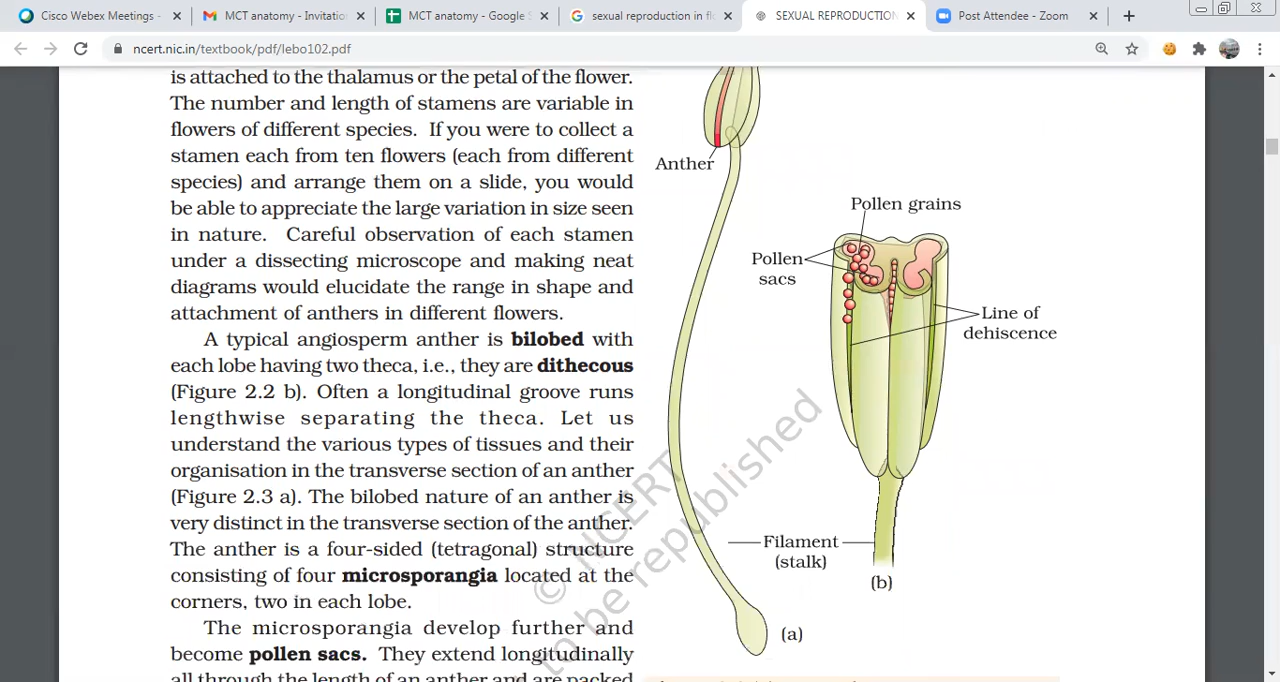 Cisco Webex Meetings -
MCT anatomy - Invitatio
MCT anatomy - Google S
sexual reproduction in fl
SEXUAL REPRODUCTION
Post Attendee - Zoom
ncert.nic.in/textbook/pdf/lebo102.pdf
is attached to the thalamus or the petal of the flower.
The number and length of stamens are variable in
flowers of different species. If you were to collect a
stamen each from ten flowers (each from different
species) and arrange them on a slide, you would
be able to appreciate the large variation in size seen
in nature. Careful observation of each stamen
under a dissecting microscope and making neat
diagrams would elucidate the range in shape and
attachment of anthers in different flowers.
A typical angiosperm anther is bilobed with
each lobe having two theca, i.e., they are dithecous
(Figure 2.2 b). Often a longitudinal groove runs
lengthwise separating the theca. Let us
understand the various types of tissues and their
organisation in the transverse section of an anther
(Figure 2.3 a). The bilobed nature of an anther is
very distinct in the transverse section of the anther.
The anther is a four-sided (tetragonal) structure
consisting of four microsporangia located at the
corners, two in each lobe.
The microsporangia develop further and
become pollen sacs. They extend longitudinally
all through the length of an anther and are packed
Anther
Pollen grains
Pollen
sacs
Line of
dehiscence
Filament
(stalk)
(b)
(a)
© NCERT
to be republished